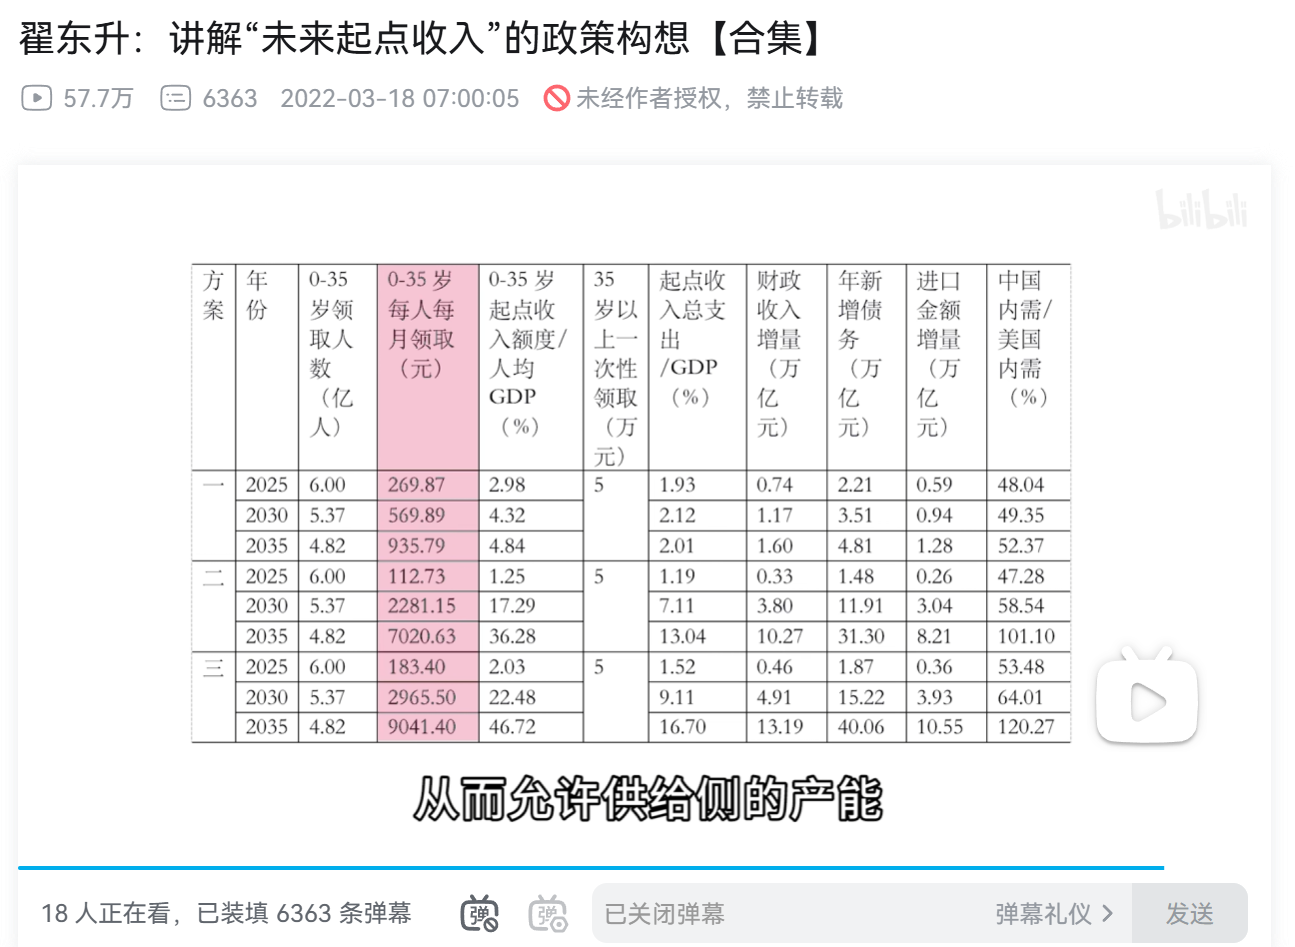 翟东升：讲解“未来起点收入”的政策构想【合集】
57.7万 6363 2022-03-18 07:00:05 未经作者授权，禁止转载
bilibili
方案 年份 0-35岁领取人数（亿人） 0-35 岁每人每月领取（元） 0-35 岁起点收入额度/人均GDP（%） 35岁以上一次性领取（万元） 起点收入总支出/GDP（%） 财政收入增量（万亿元） 年新增债务（万亿元） 进口金额增量（万亿元） 中国内需/美国内需（%）
一 2025 6.00 269.87 2.98 5 1.93 0.74 2.21 0.59 48.04
2030 5.37 569.89 4.32 2.12 1.17 3.51 0.94 49.35
2035 4.82 935.79 4.84 2.01 1.60 4.81 1.28 52.37
二 2025 6.00 112.73 1.25 5 1.19 0.33 1.48 0.26 47.28
2030 5.37 2281.15 17.29 7.11 3.80 11.91 3.04 58.54
2035 4.82 7020.63 36.28 13.04 10.27 31.30 8.21 101.10
三 2025 6.00 183.40 2.03 5 1.52 0.46 1.87 0.36 53.48
2030 5.37 2965.50 22.48 9.11 4.91 15.22 3.93 64.01
2035 4.82 9041.40 46.72 16.70 13.19 40.06 10.55 120.27
从而允许供给侧的产能
18 人正在看，已装填 6363 条弹幕 弹 弹 已关闭弹幕 弹幕礼仪 发送